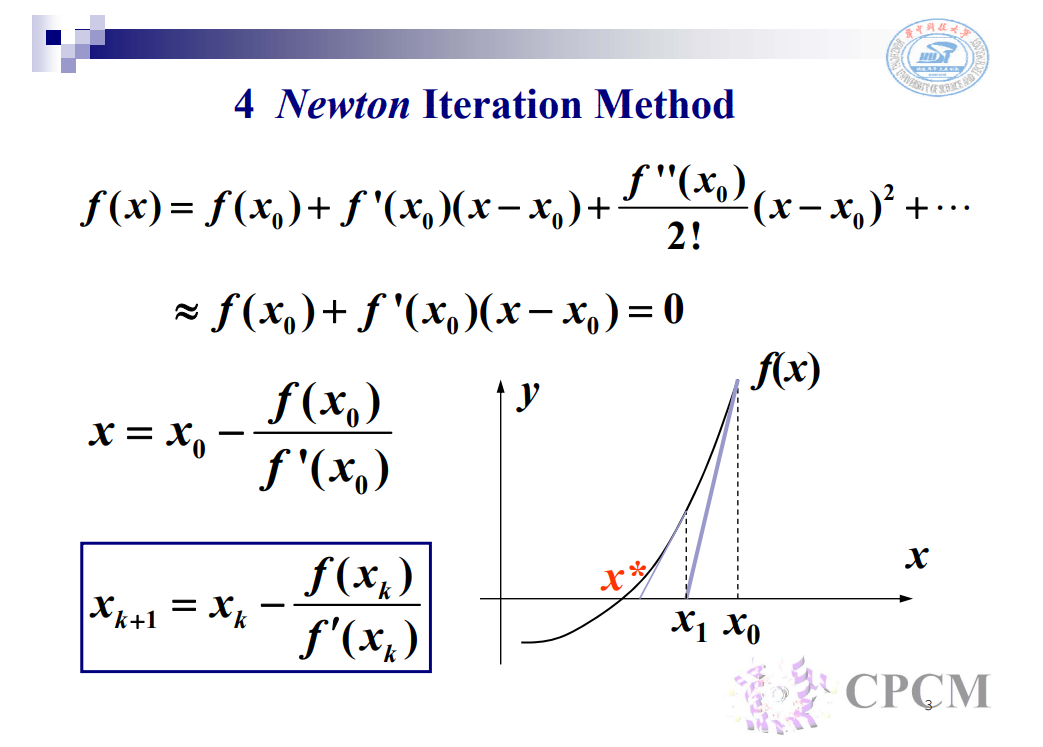 4 Newton Iteration Method
f(x) = f(x₀) + f '(x₀)(x − x₀) + f ''(x₀)/2! (x − x₀)² + ⋯
≈ f(x₀) + f '(x₀)(x − x₀) = 0
x = x₀ − f(x₀)/f '(x₀)
xₖ₊₁ = xₖ − f(xₖ)/f′(xₖ)
f(x)
y
x
x*
x₁ x₀
CPCM
3